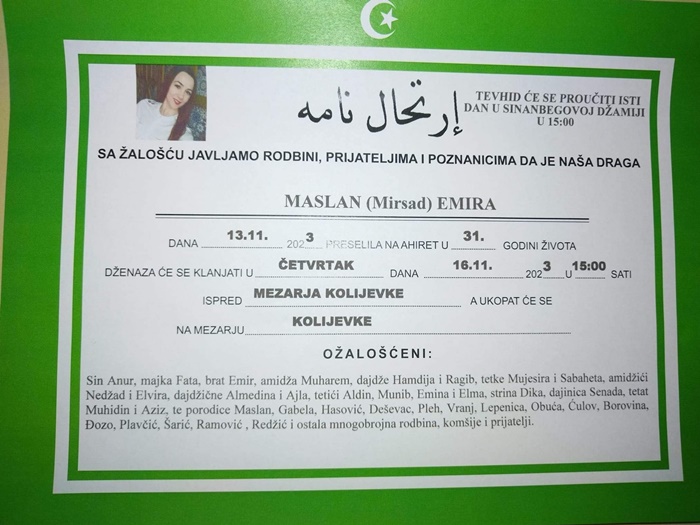 إرتحال نامه
TEVHID ĆE SE PROUČITI ISTI
DAN U SINANBEGOVOJ DŽAMIJI
U 15:00
SA ŽALOŠĆU JAVLJAMO RODBINI, PRIJATELJIMA I POZNANICIMA DA JE NAŠA DRAGA
MASLAN (Mirsad) EMIRA
DANA 13.11. 2023 PRESELILA NA AHIRET U 31. GODINI ŽIVOTA
DŽENAZA ĆE SE KLANJATI U ČETVRTAK DANA 16.11. 2023 U 15:00 SATI
ISPRED MEZARJA KOLIJEVKE A UKOPAT ĆE SE
NA MEZARJU KOLIJEVKE
OŽALOŠĆENI:
Sin Anur, majka Fata, brat Emir, amidža Muharem, dajdže Hamdija i Ragib, tetke Mujesira i Sabaheta, amidžići
Nedžad i Elvira, dajdžične Almedina i Ajla, tetići Aldin, Munib, Emina i Elma, strina Dika, dajinica Senada, tetat
Muhidin i Aziz, te porodice Maslan, Gabela, Hasović, Deševac, Pleh, Vranj, Lepenica, Obuća, Ćulov, Borovina,
Đozo, Plavčić, Šarić, Ramović , Redžić i ostala mnogobrojna rodbina, komšije i prijatelji.